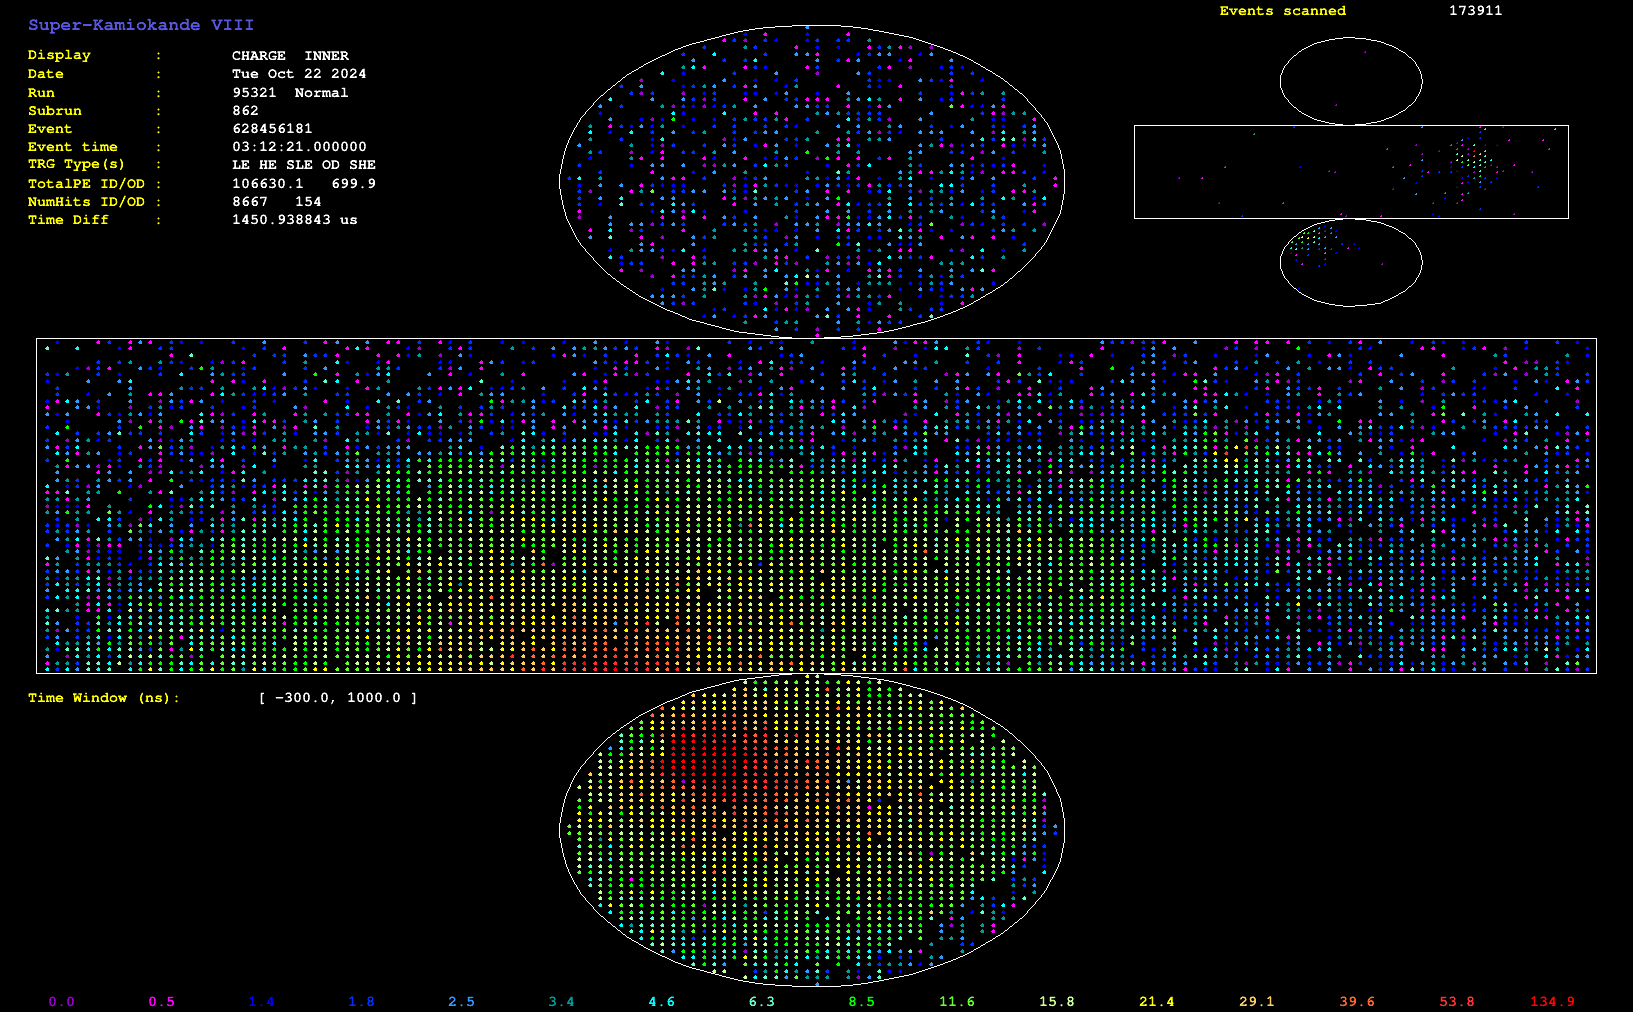 Super-Kamiokande VIII
Events scanned 173911
Display : CHARGE INNER
Date : Tue Oct 22 2024
Run : 95321 Normal
Subrun : 862
Event : 628456181
Event time : 03:12:21.000000
TRG Type(s) : LE HE SLE OD SHE
TotalPE ID/OD : 106630.1 699.9
NumHits ID/OD : 8667 154
Time Diff : 1450.938843 us
Time Window (ns): [ −300.0, 1000.0 ]
0.0 0.5 1.4 1.8 2.5 3.4 4.6 6.3 8.5 11.6 15.8 21.4 29.1 39.6 53.8 134.9